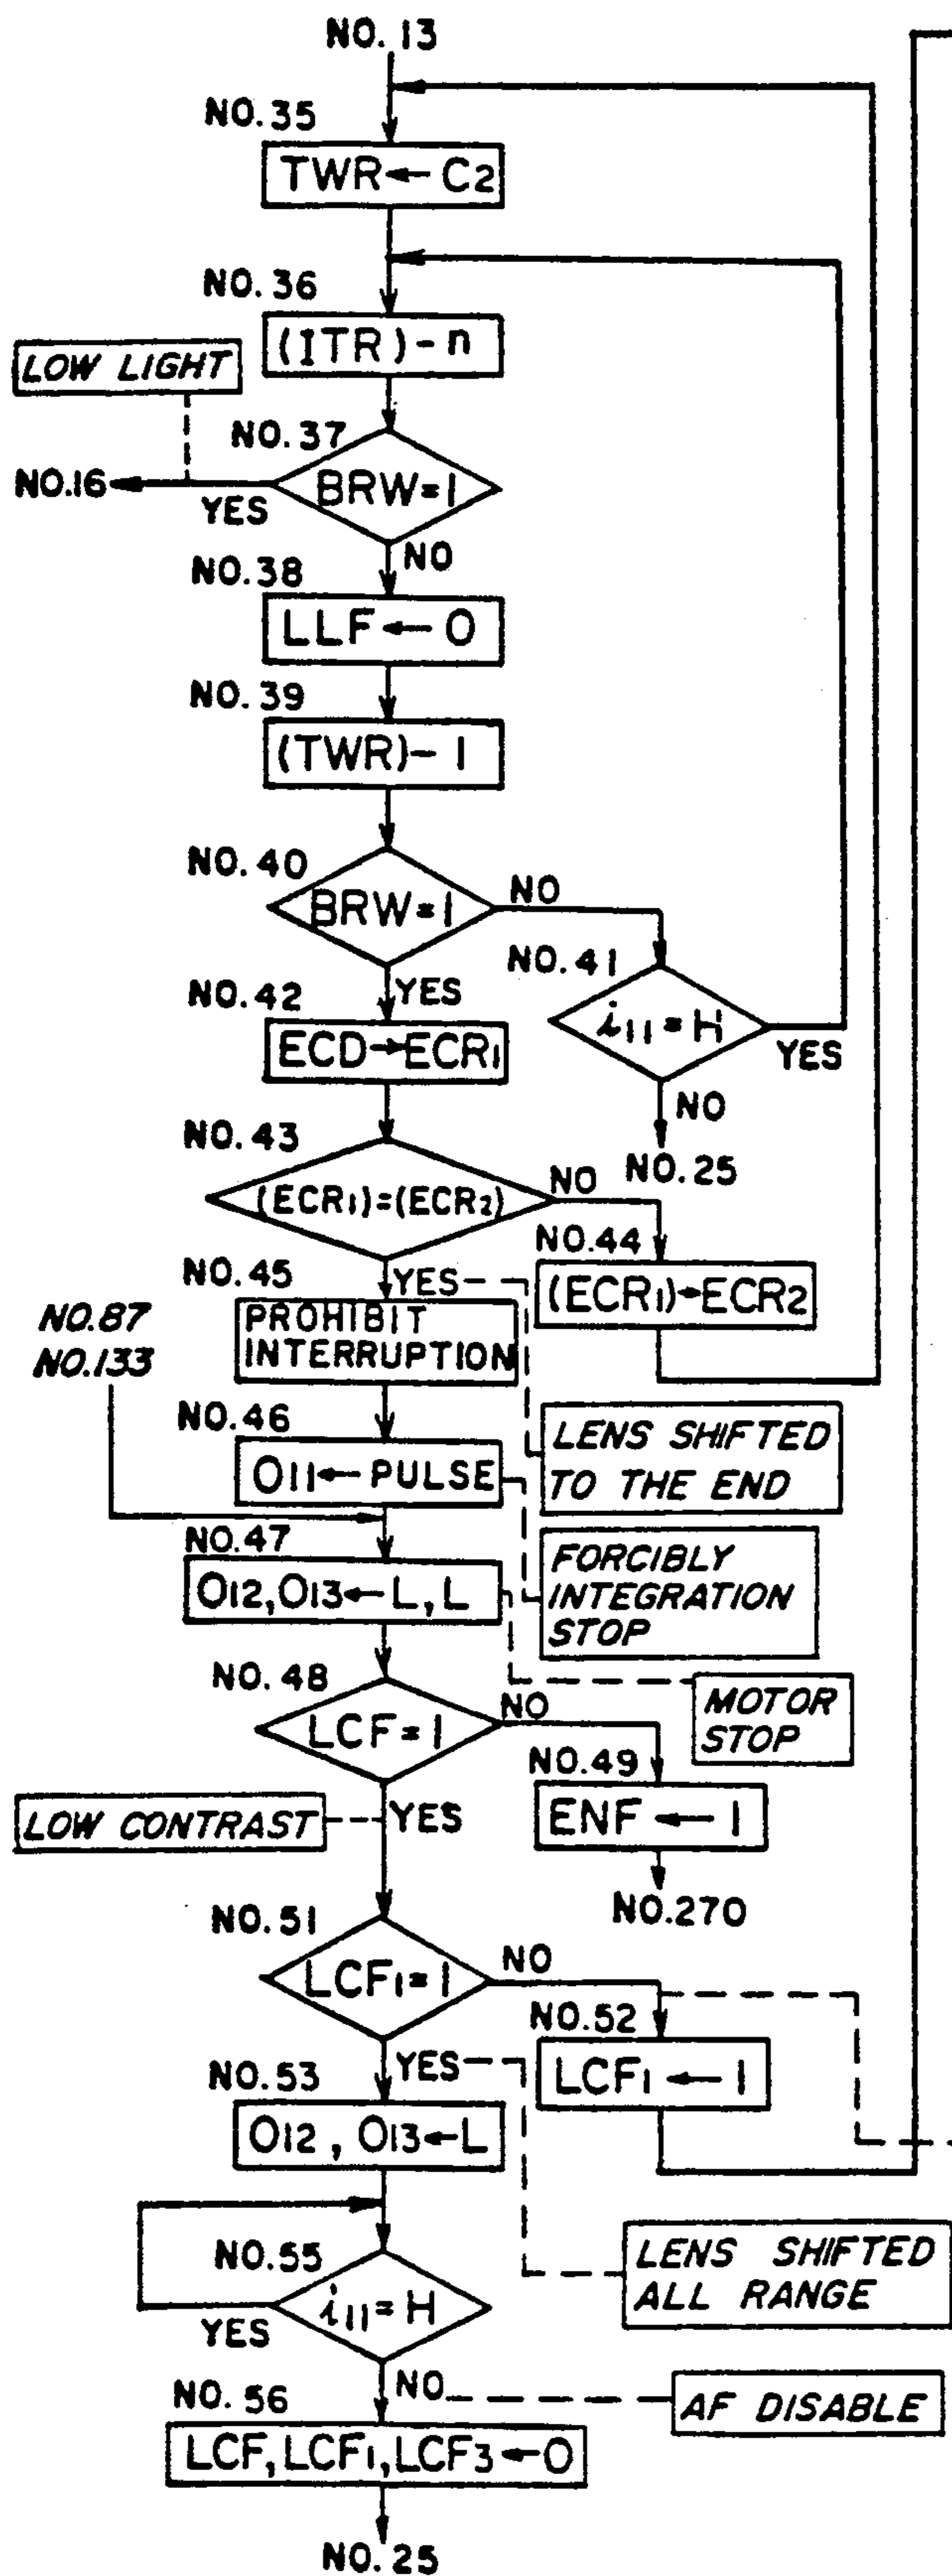 NO. 13
NO. 35
TWR ← C2
NO. 36
(ITR) - n
LOW LIGHT
NO. 37
BRW = 1
NO.16
YES
NO
NO. 38
LLF ← 0
NO. 39
(TWR) - 1
NO. 40
BRW = 1
NO
NO. 41
i11 = H
YES
NO
NO.25
YES
NO. 42
ECD → ECR1
NO. 43
(ECR1) = (ECR2)
NO
NO.44
(ECR1) → ECR2
NO. 45
YES
PROHIBIT
INTERRUPTION
NO.87
NO.133
LENS SHIFTED
TO THE END
NO. 46
O11 ← PULSE
NO. 47
O12, O13 ← L, L
FORCIBLY
INTEGRATION
STOP
NO. 48
LCF = 1
NO
MOTOR
STOP
NO.49
ENF ← 1
NO.270
LOW CONTRAST
YES
NO. 51
LCF1 = 1
NO
NO.52
LCF1 ← 1
YES
NO. 53
O12 , O13 ← L
LENS SHIFTED
ALL RANGE
NO. 55
i11 = H
YES
NO
AF DISABLE
NO. 56
LCF, LCF1, LCF3 ← 0
NO. 25